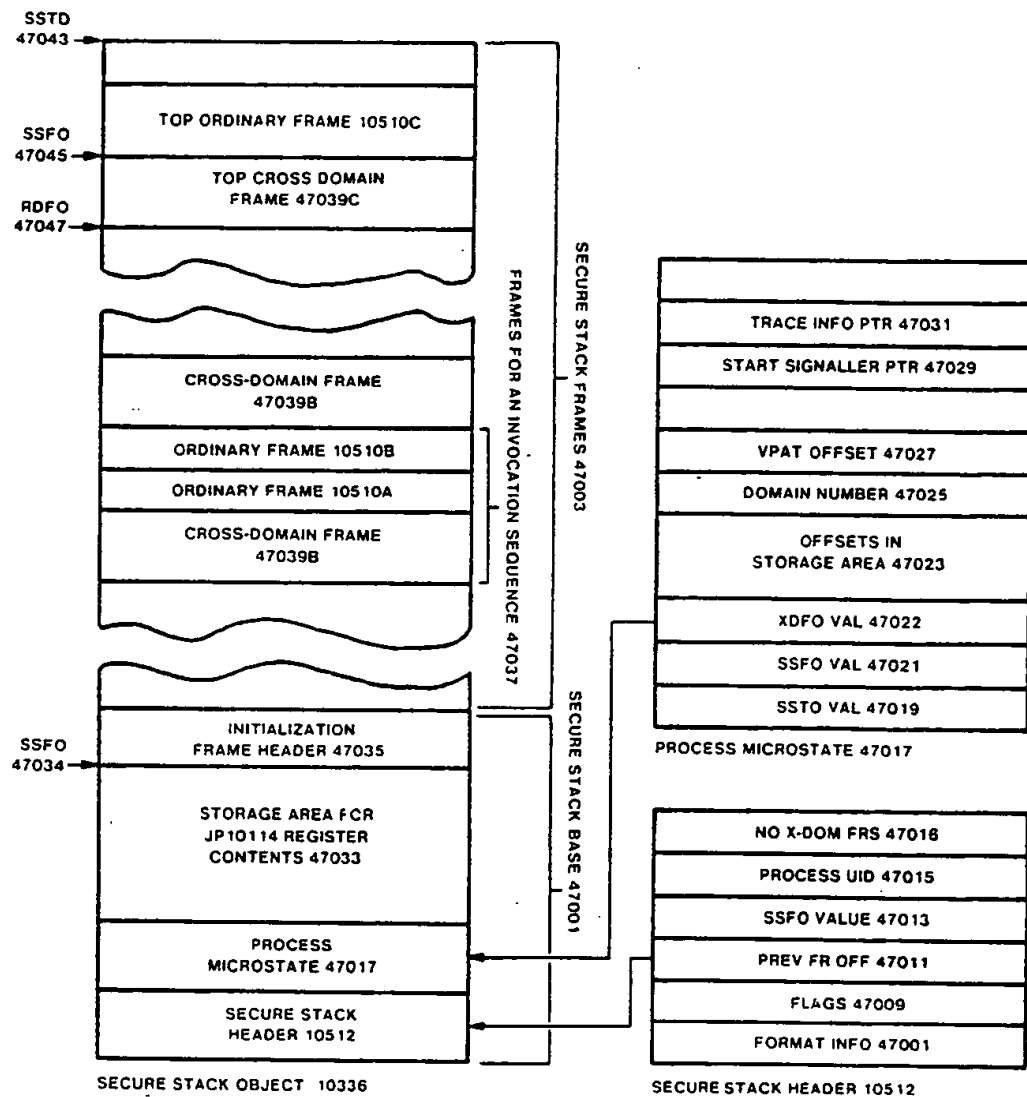 SSTD
47043
TOP ORDINARY FRAME 10510C
SSFO
47045
TOP CROSS DOMAIN
FRAME 47039C
RDFO
47047
CROSS-DOMAIN FRAME
47039B
ORDINARY FRAME 10510B
ORDINARY FRAME 10510A
CROSS-DOMAIN FRAME
47039B
INITIALIZATION
FRAME HEADER 47035
SSFO
47034
STORAGE AREA FCR
JP10114 REGISTER
CONTENTS 47033
PROCESS
MICROSTATE 47017
SECURE STACK
HEADER 10512
SECURE STACK OBJECT 10336
FRAMES FOR AN INVOCATION SEQUENCE 47037
SECURE STACK FRAMES 47003
SECURE STACK BASE 47001
TRACE INFO PTR 47031
START SIGNALLER PTR 47029
VPAT OFFSET 47027
DOMAIN NUMBER 47025
OFFSETS IN
STORAGE AREA 47023
XDFO VAL 47022
SSFO VAL 47021
SSTO VAL 47019
PROCESS MICROSTATE 47017
NO X-DOM FRS 47016
PROCESS UID 47015
SSFO VALUE 47013
PREV FR OFF 47011
FLAGS 47009
FORMAT INFO 47001
SECURE STACK HEADER 10512